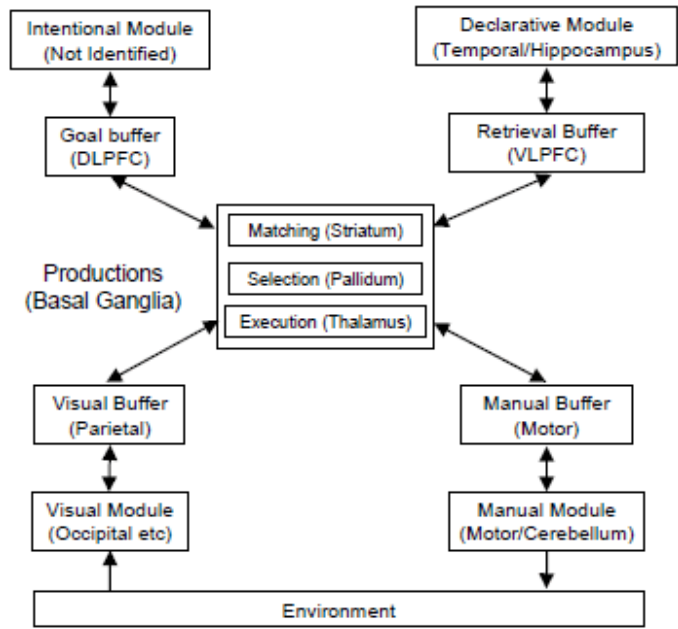 Intentional Module
(Not Identified)
Declarative Module
(Temporal/Hippocampus)
Goal buffer
(DLPFC)
Retrieval Buffer
(VLPFC)
Matching (Striatum)
Selection (Pallidum)
Execution (Thalamus)
Productions
(Basal Ganglia)
Visual Buffer
(Parietal)
Manual Buffer
(Motor)
Visual Module
(Occipital etc)
Manual Module
(Motor/Cerebellum)
Environment